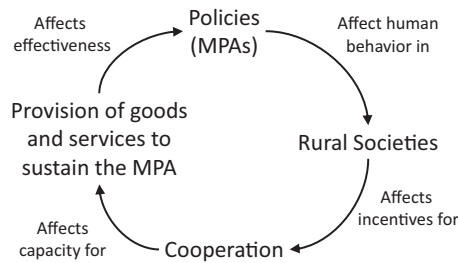 Policies
(MPAs)
Affect human
behavior in
Rural Societies
Affects
incentives for
Cooperation
Affects
capacity for
Provision of goods
and services to
sustain the MPA
Affects
effectiveness